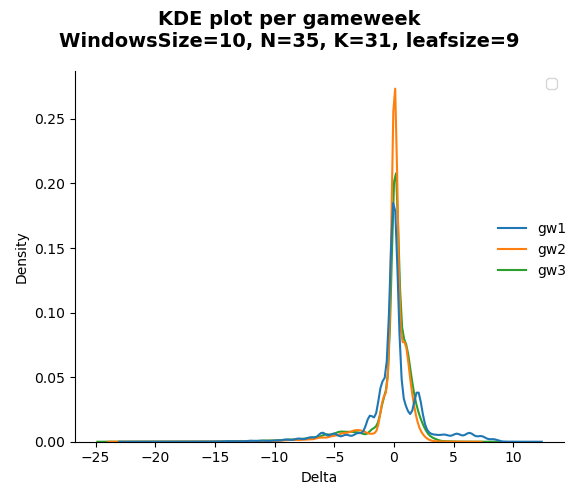 KDE plot per gameweek
WindowsSize=10, N=35, K=31, leafsize=9
0.25
0.20
0.15
0.10
0.05
0.00
Density
gw1
gw2
gw3
−25 −20 −15 −10 −5 0 5 10
Delta